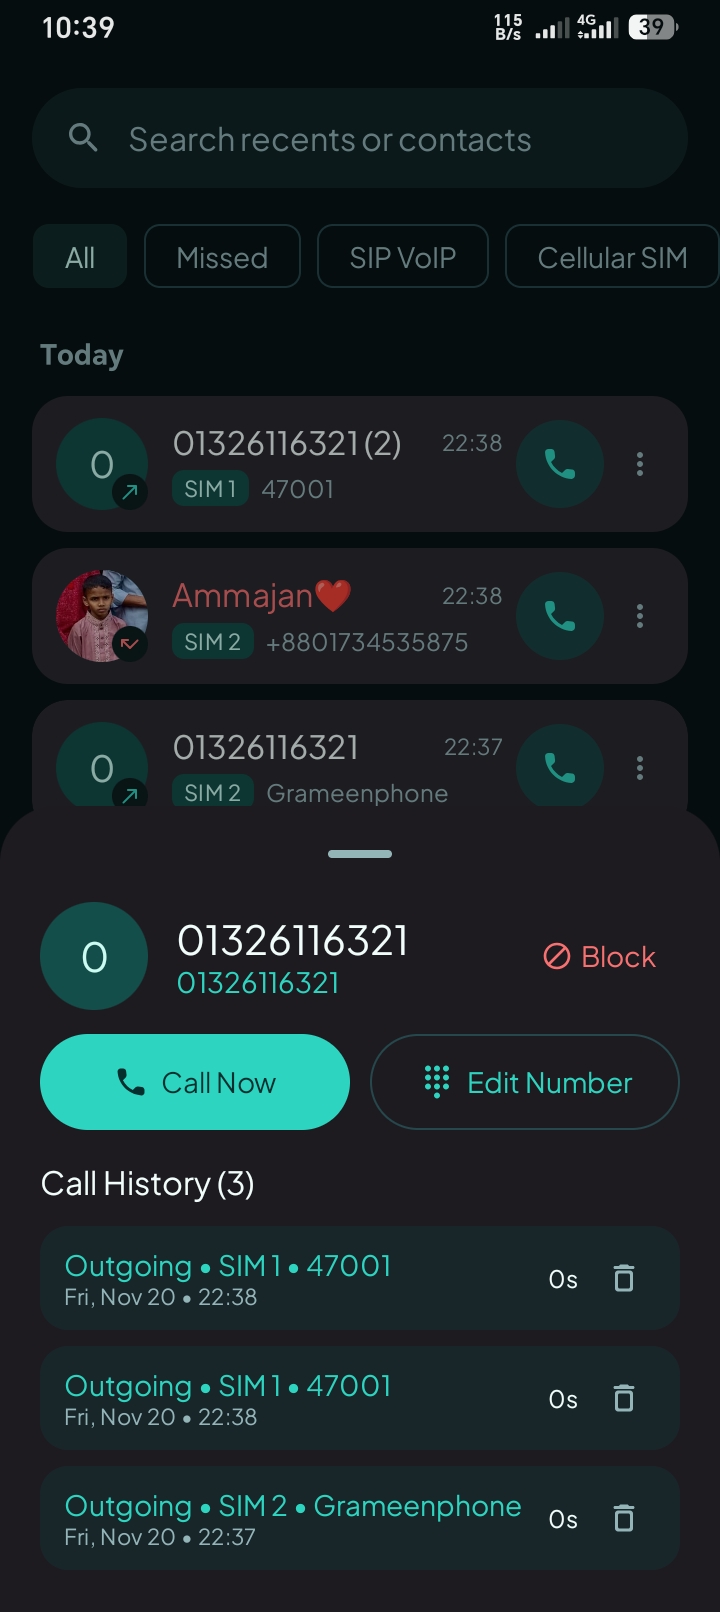 10:39
115 B/s 4G 39
Search recents or contacts
All Missed SIP VoIP Cellular SIM
Today
0 01326116321 (2) 22:38
SIM 1 47001
Ammajan❤️ 22:38
SIM 2 +8801734535875
0 01326116321 22:37
SIM 2 Grameenphone
0 01326116321
01326116321
Block
Call Now Edit Number
Call History (3)
Outgoing • SIM 1 • 47001
Fri, Nov 20 • 22:38
0s
Outgoing • SIM 1 • 47001
Fri, Nov 20 • 22:38
0s
Outgoing • SIM 2 • Grameenphone
Fri, Nov 20 • 22:37
0s